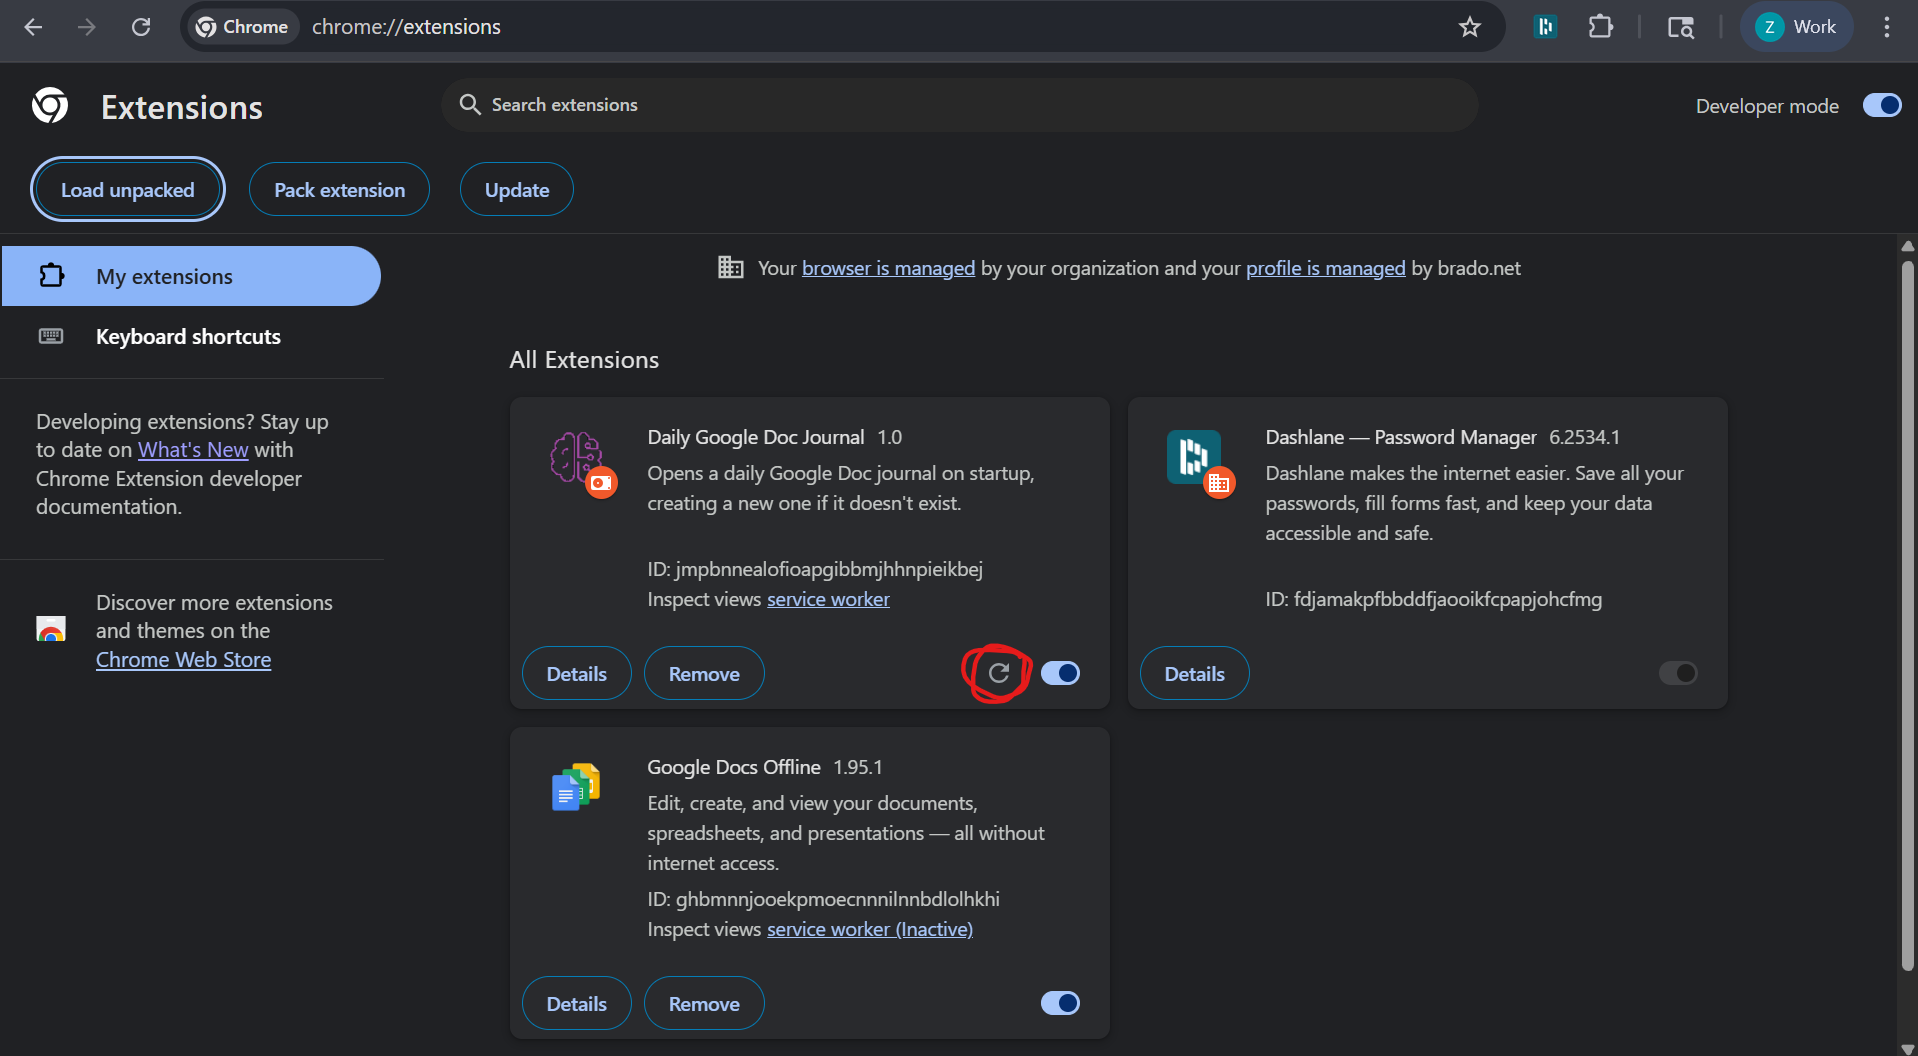 Chrome
chrome://extensions
Z
Work
Extensions
Search extensions
Developer mode
Load unpacked
Pack extension
Update
My extensions
Keyboard shortcuts
Developing extensions? Stay up
to date on What's New with
Chrome Extension developer
documentation.
Discover more extensions
and themes on the
Chrome Web Store
Your browser is managed by your organization and your profile is managed by brado.net
All Extensions
Daily Google Doc Journal 1.0
Opens a daily Google Doc journal on startup,
creating a new one if it doesn't exist.
ID: jmpbnnealofioapgibbmjhhnpieikbej
Inspect views service worker
Details
Remove
Dashlane — Password Manager 6.2534.1
Dashlane makes the internet easier. Save all your
passwords, fill forms fast, and keep your data
accessible and safe.
ID: fdjamakpfbbddfjaooikfcpapjohcfmg
Details
Google Docs Offline 1.95.1
Edit, create, and view your documents,
spreadsheets, and presentations — all without
internet access.
ID: ghbmnnjooekpmoecnnnilnnbdlolhkhi
Inspect views service worker (Inactive)
Details
Remove